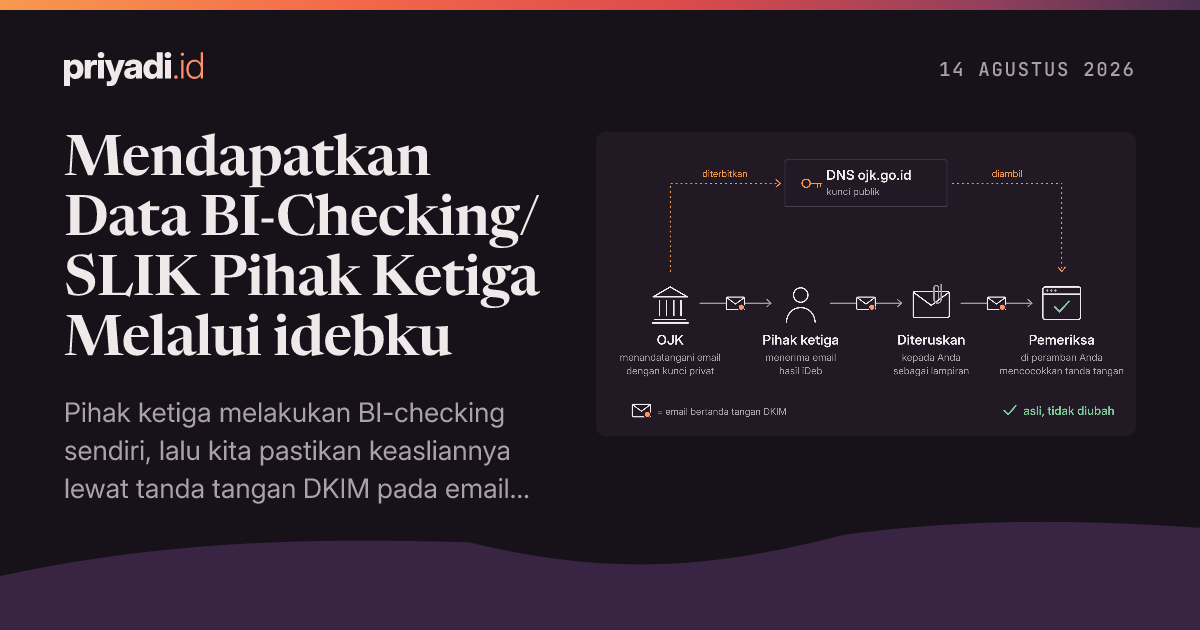 priyadi.id
14 AGUSTUS 2026
Mendapatkan
Data BI-Checking/
SLIK Pihak Ketiga
Melalui idebku
Pihak ketiga melakukan BI-checking
sendiri, lalu kita pastikan keasliannya
lewat tanda tangan DKIM pada email...
diterbitkan
DNS ojk.go.id
kunci publik
diambil
OJK
menandatangani email
dengan kunci privat
Pihak ketiga
menerima email
hasil iDeb
Diteruskan
kepada Anda
sebagai lampiran
Pemeriksa
di peramban Anda
mencocokkan tanda tangan
= email bertanda tangan DKIM
asli, tidak diubah